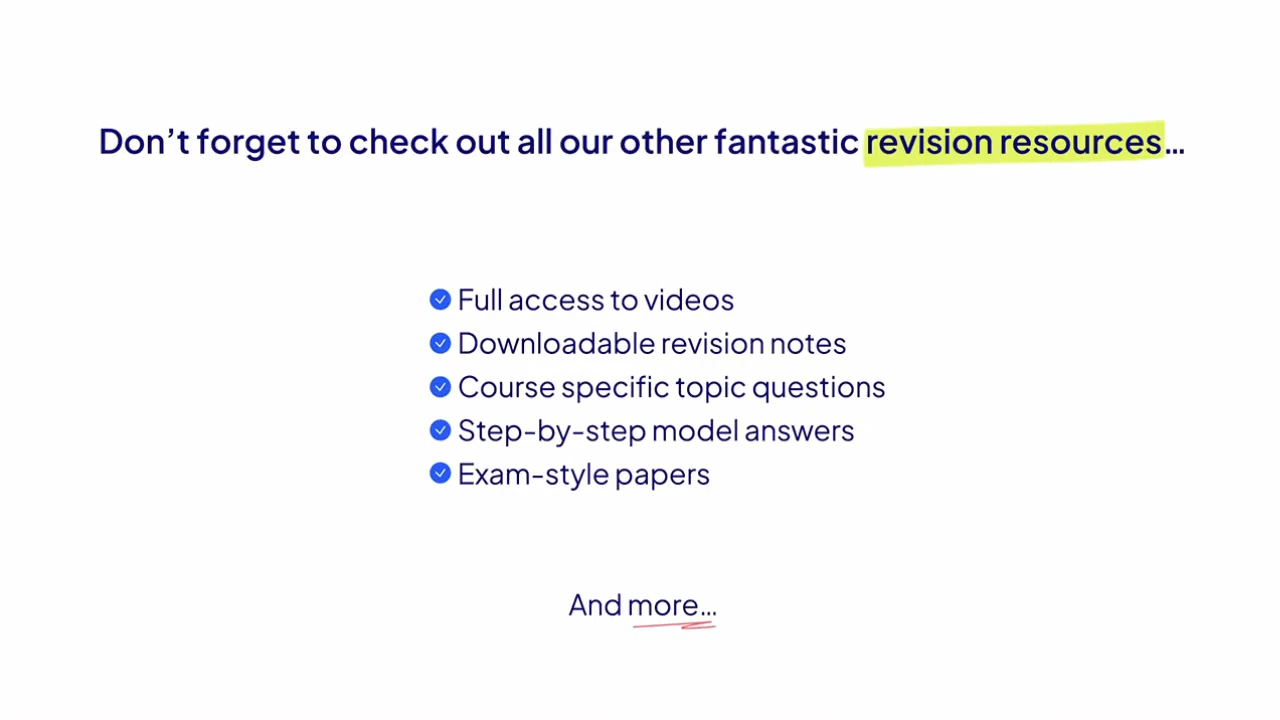 Don’t forget to check out all our other fantastic revision resources...
Full access to videos
Downloadable revision notes
Course specific topic questions
Step-by-step model answers
Exam-style papers
And more...